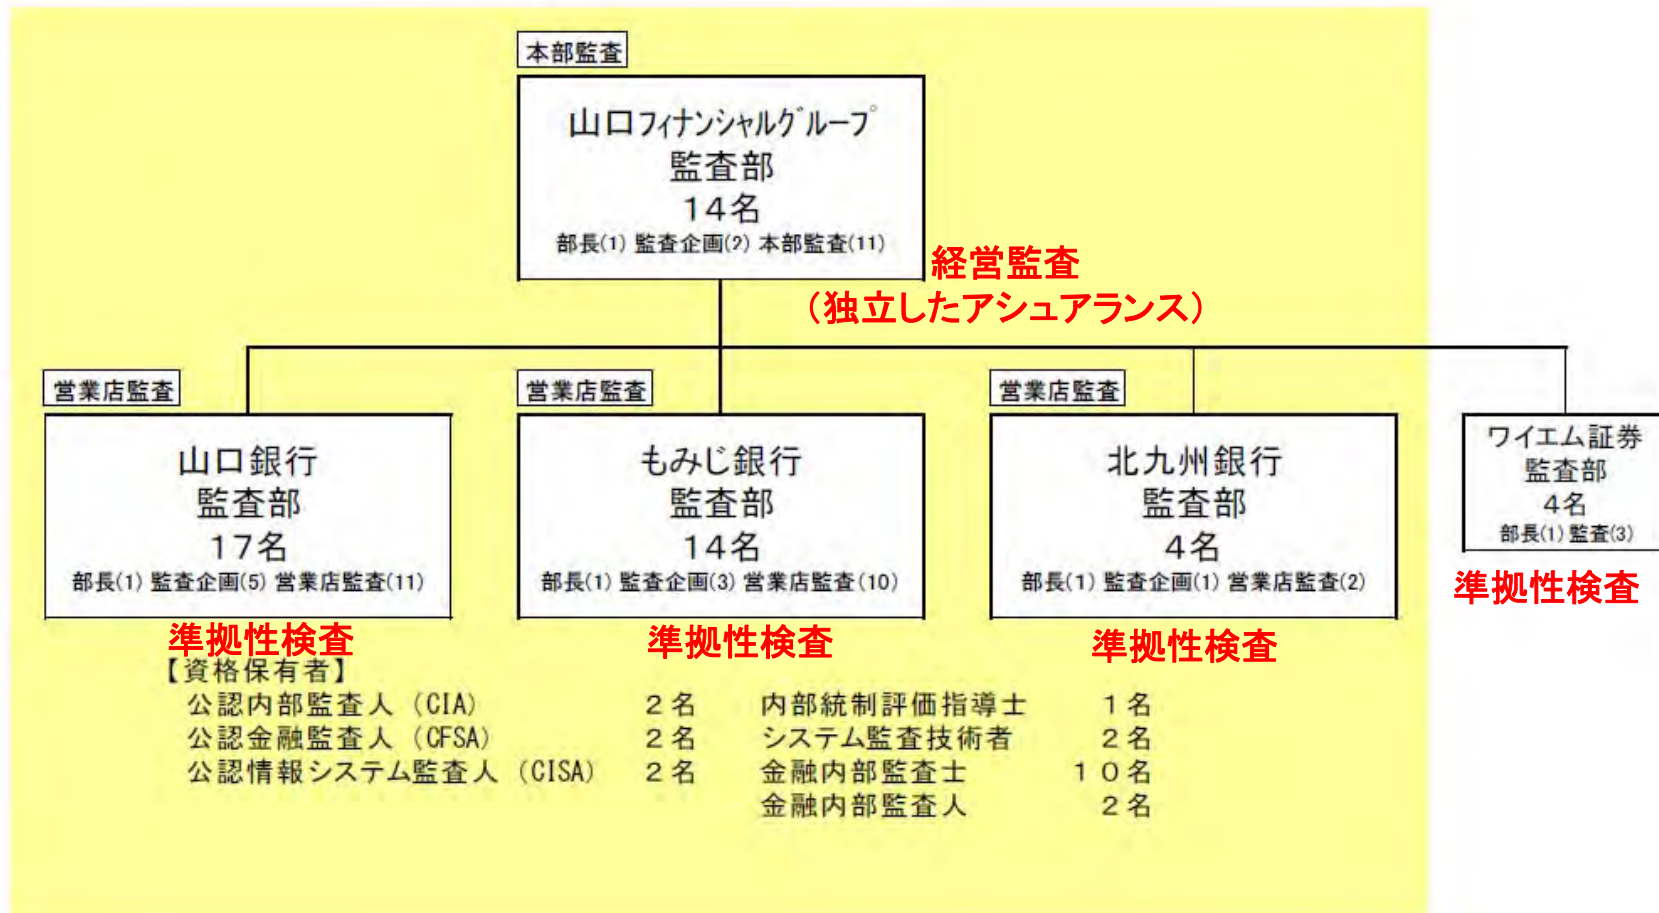 本部監査
山口フィナンシャルグループ
監査部
14名
部長(1) 監査企画(2) 本部監査(11)
経営監査
（独立したアシュアランス）
営業店監査
山口銀行
監査部
17名
部長(1) 監査企画(5) 営業店監査(11)
準拠性検査
営業店監査
もみじ銀行
監査部
14名
部長(1) 監査企画(3) 営業店監査(10)
準拠性検査
営業店監査
北九州銀行
監査部
4名
部長(1) 監査企画(1) 営業店監査(2)
準拠性検査
ワイエム証券
監査部
4名
部長(1) 監査(3)
準拠性検査
【資格保有者】
公認内部監査人（CIA） 2名
公認金融監査人（CFSA） 2名
公認情報システム監査人（CISA） 2名
内部統制評価指導士 1名
システム監査技術者 2名
金融内部監査士 10名
金融内部監査人 2名